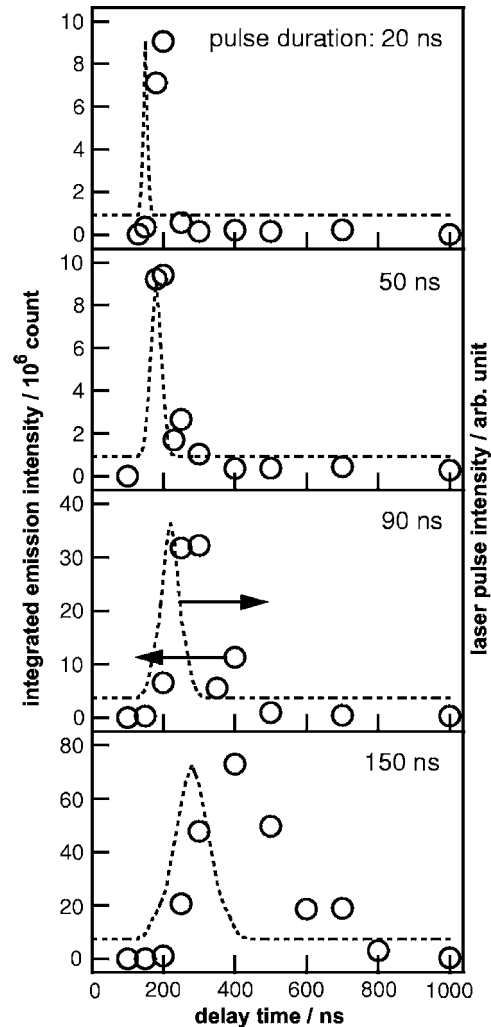 pulse duration: 20 ns
10
8
6
4
2
0
50 ns
10
8
6
4
2
0
90 ns
40
30
20
10
0
150 ns
80
60
40
20
0
0 200 400 600 800 1000
delay time / ns
integrated emission intensity / 10⁶ count
laser pulse intensity / arb. unit